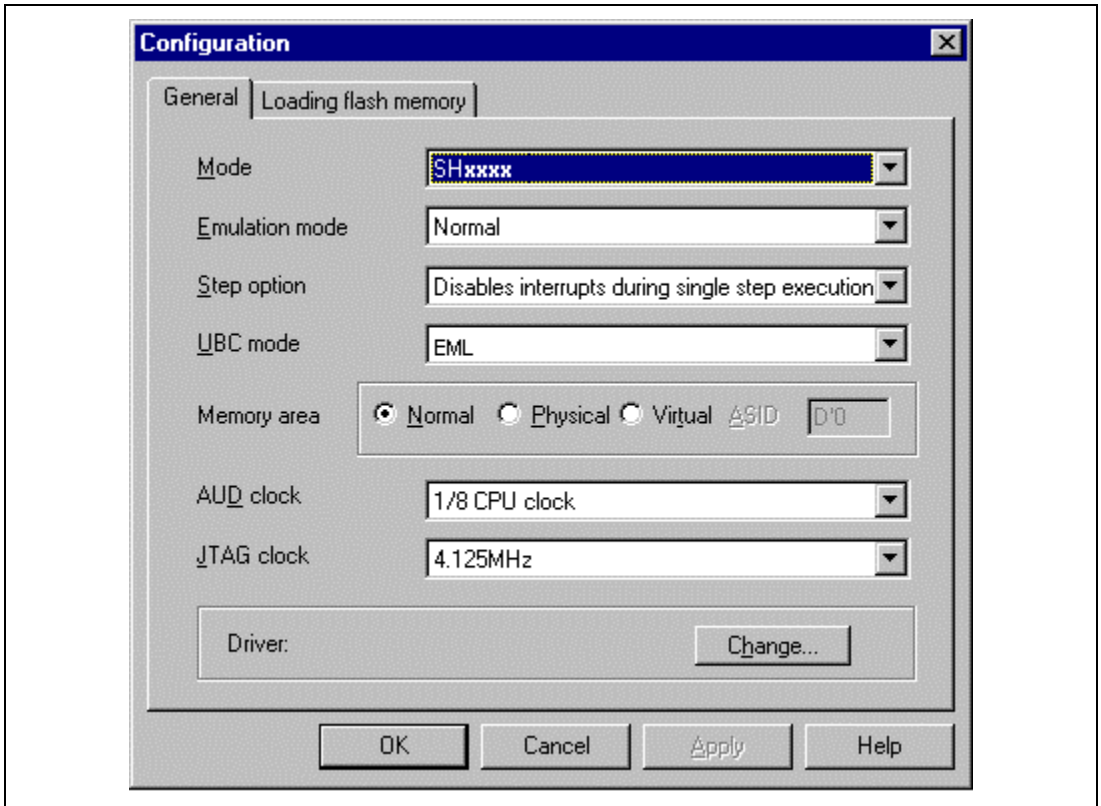 Configuration
General Loading flash memory
Mode SHxxxx
Emulation mode Normal
Step option Disables interrupts during single step execution
UBC mode EML
Memory area Normal Physical Virtual ASID D'0
AUD clock 1/8 CPU clock
JTAG clock 4.125MHz
Driver: Change...
OK Cancel Apply Help